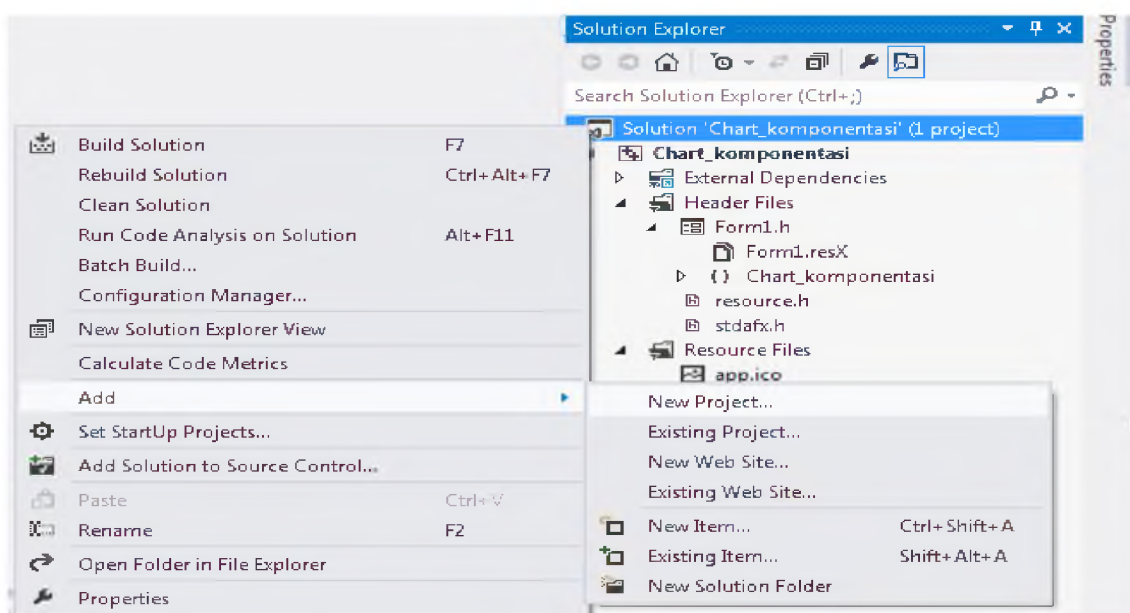 Solution Explorer
Properties
Search Solution Explorer (Ctrl+;)
Solution 'Chart_komponentasi' (1 project)
Chart_komponentasi
External Dependencies
Header Files
Form1.h
Form1.resX
{ } Chart_komponentasi
resource.h
stdafx.h
Resource Files
app.ico
Build Solution F7
Rebuild Solution Ctrl+Alt+F7
Clean Solution
Run Code Analysis on Solution Alt+F11
Batch Build...
Configuration Manager...
New Solution Explorer View
Calculate Code Metrics
Add
Set StartUp Projects...
Add Solution to Source Control...
Paste Ctrl+V
Rename F2
Open Folder in File Explorer
Properties
New Project...
Existing Project...
New Web Site...
Existing Web Site...
New Item... Ctrl+Shift+A
Existing Item... Shift+Alt+A
New Solution Folder